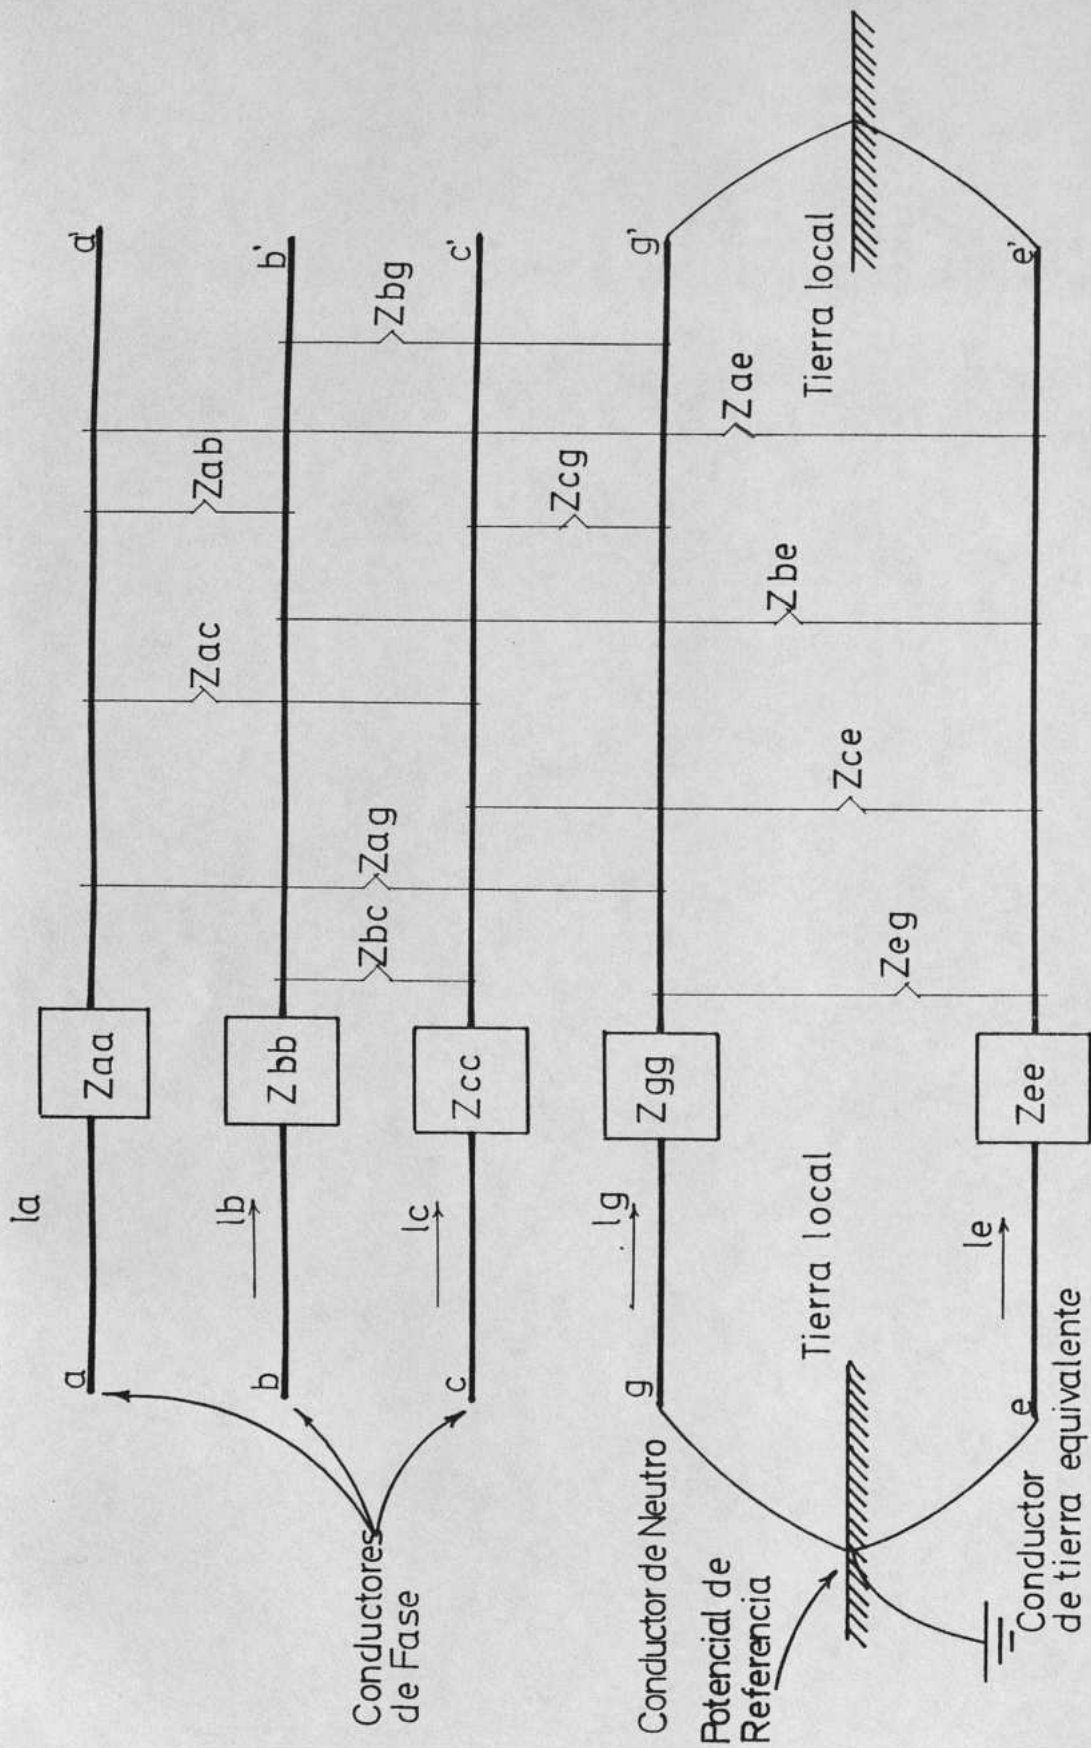 Ia
a
Zaa
Zac
Zab
a'
Ib
b
Zbb
Zbc
Zag
Zbg
b'
Conductores
de Fase
Ic
c
Zcc
Zcg
c'
Conductor de Neutro
g
Ig
Zgg
g'
Potencial de
Referencia
Tierra local
Zeg
Zce
Zbe
Zae
Tierra local
Ie
e
Zee
e'
Conductor
de tierra equivalente